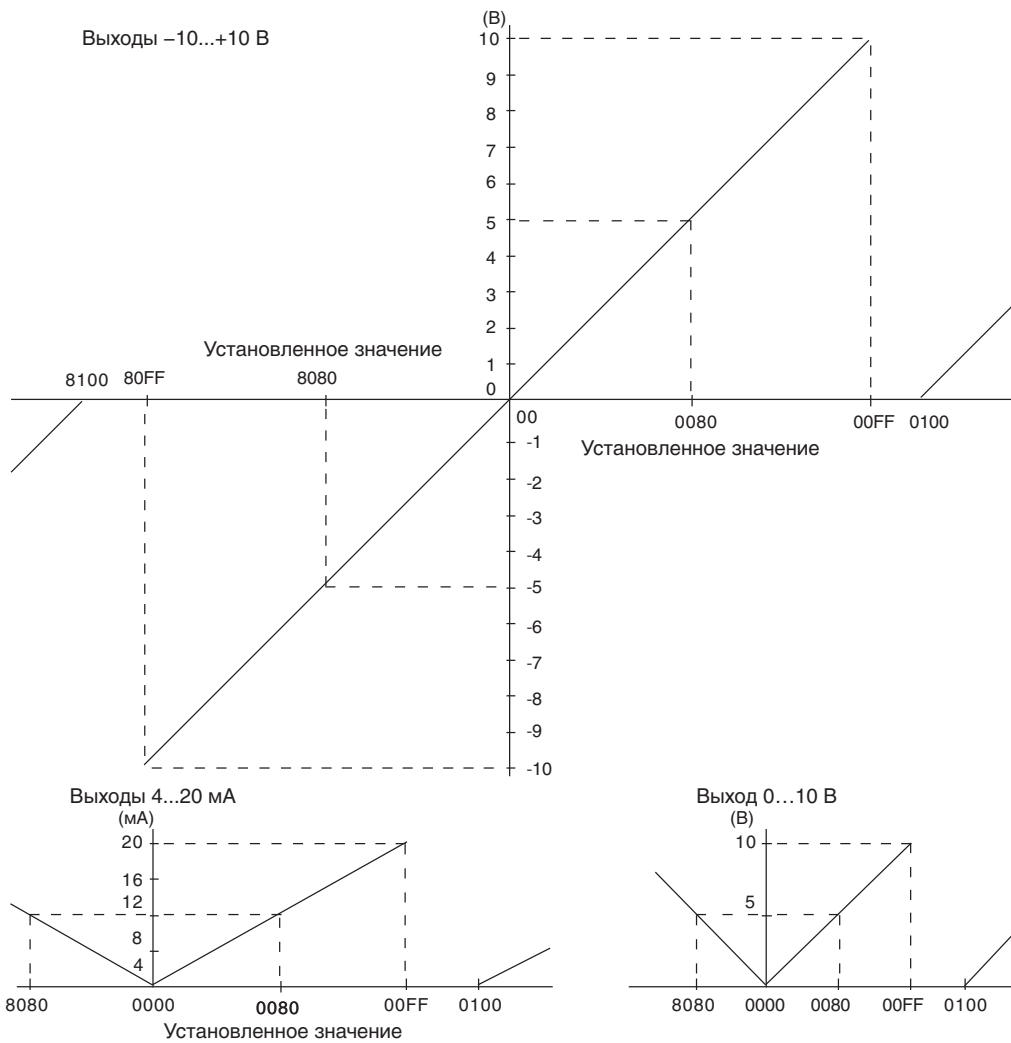 (В)
Выходы –10...+10 В
10
9
8
7
6
5
4
3
2
1
0
Установленное значение
8100 80FF 8080
00 0080 00FF 0100
Установленное значение
-1
-2
-3
-4
-5
-6
-7
-8
-9
-10
Выходы 4...20 мА
(мА)
20
16
12
8
4
8080 0000 0080 00FF 0100
Установленное значение
Выход 0...10 В
(В)
10
5
8080 0000 0080 00FF 0100